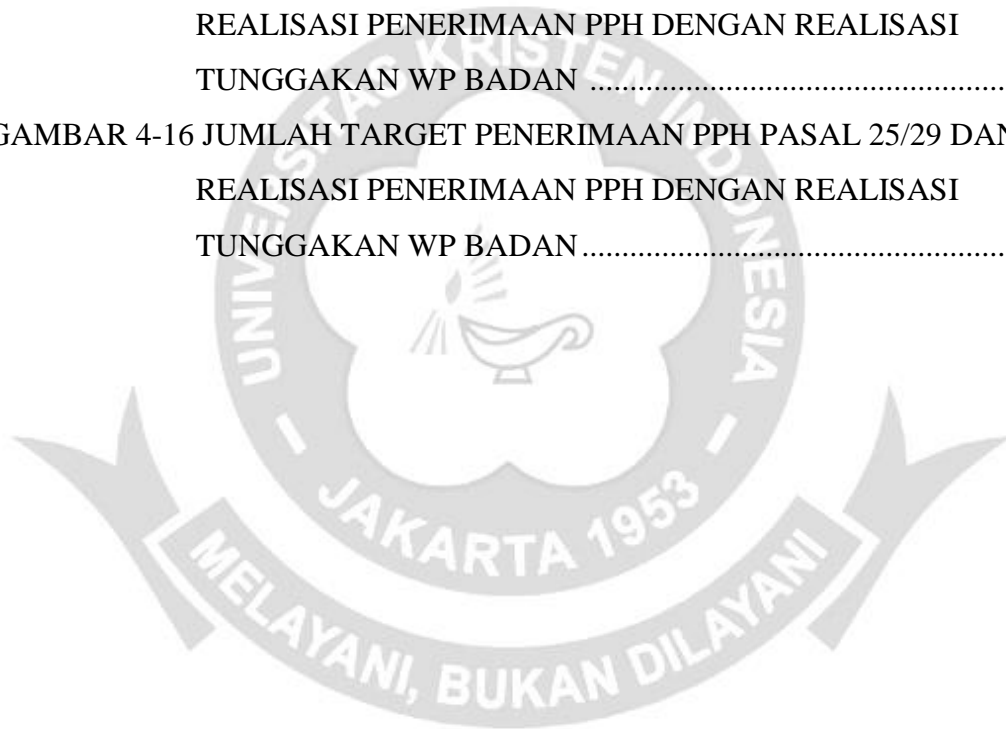 REALISASI PENERIMAAN PPH DENGAN REALISASI
TUNGGAKAN WP BADAN ....................................................
GAMBAR 4-16 JUMLAH TARGET PENERIMAAN PPH PASAL 25/29 DAN
REALISASI PENERIMAAN PPH DENGAN REALISASI
TUNGGAKAN WP BADAN .....................................................
UNIVERSITAS KRISTEN INDONESIA
- JAKARTA 1953 -
MELAYANI, BUKAN DILAYANI